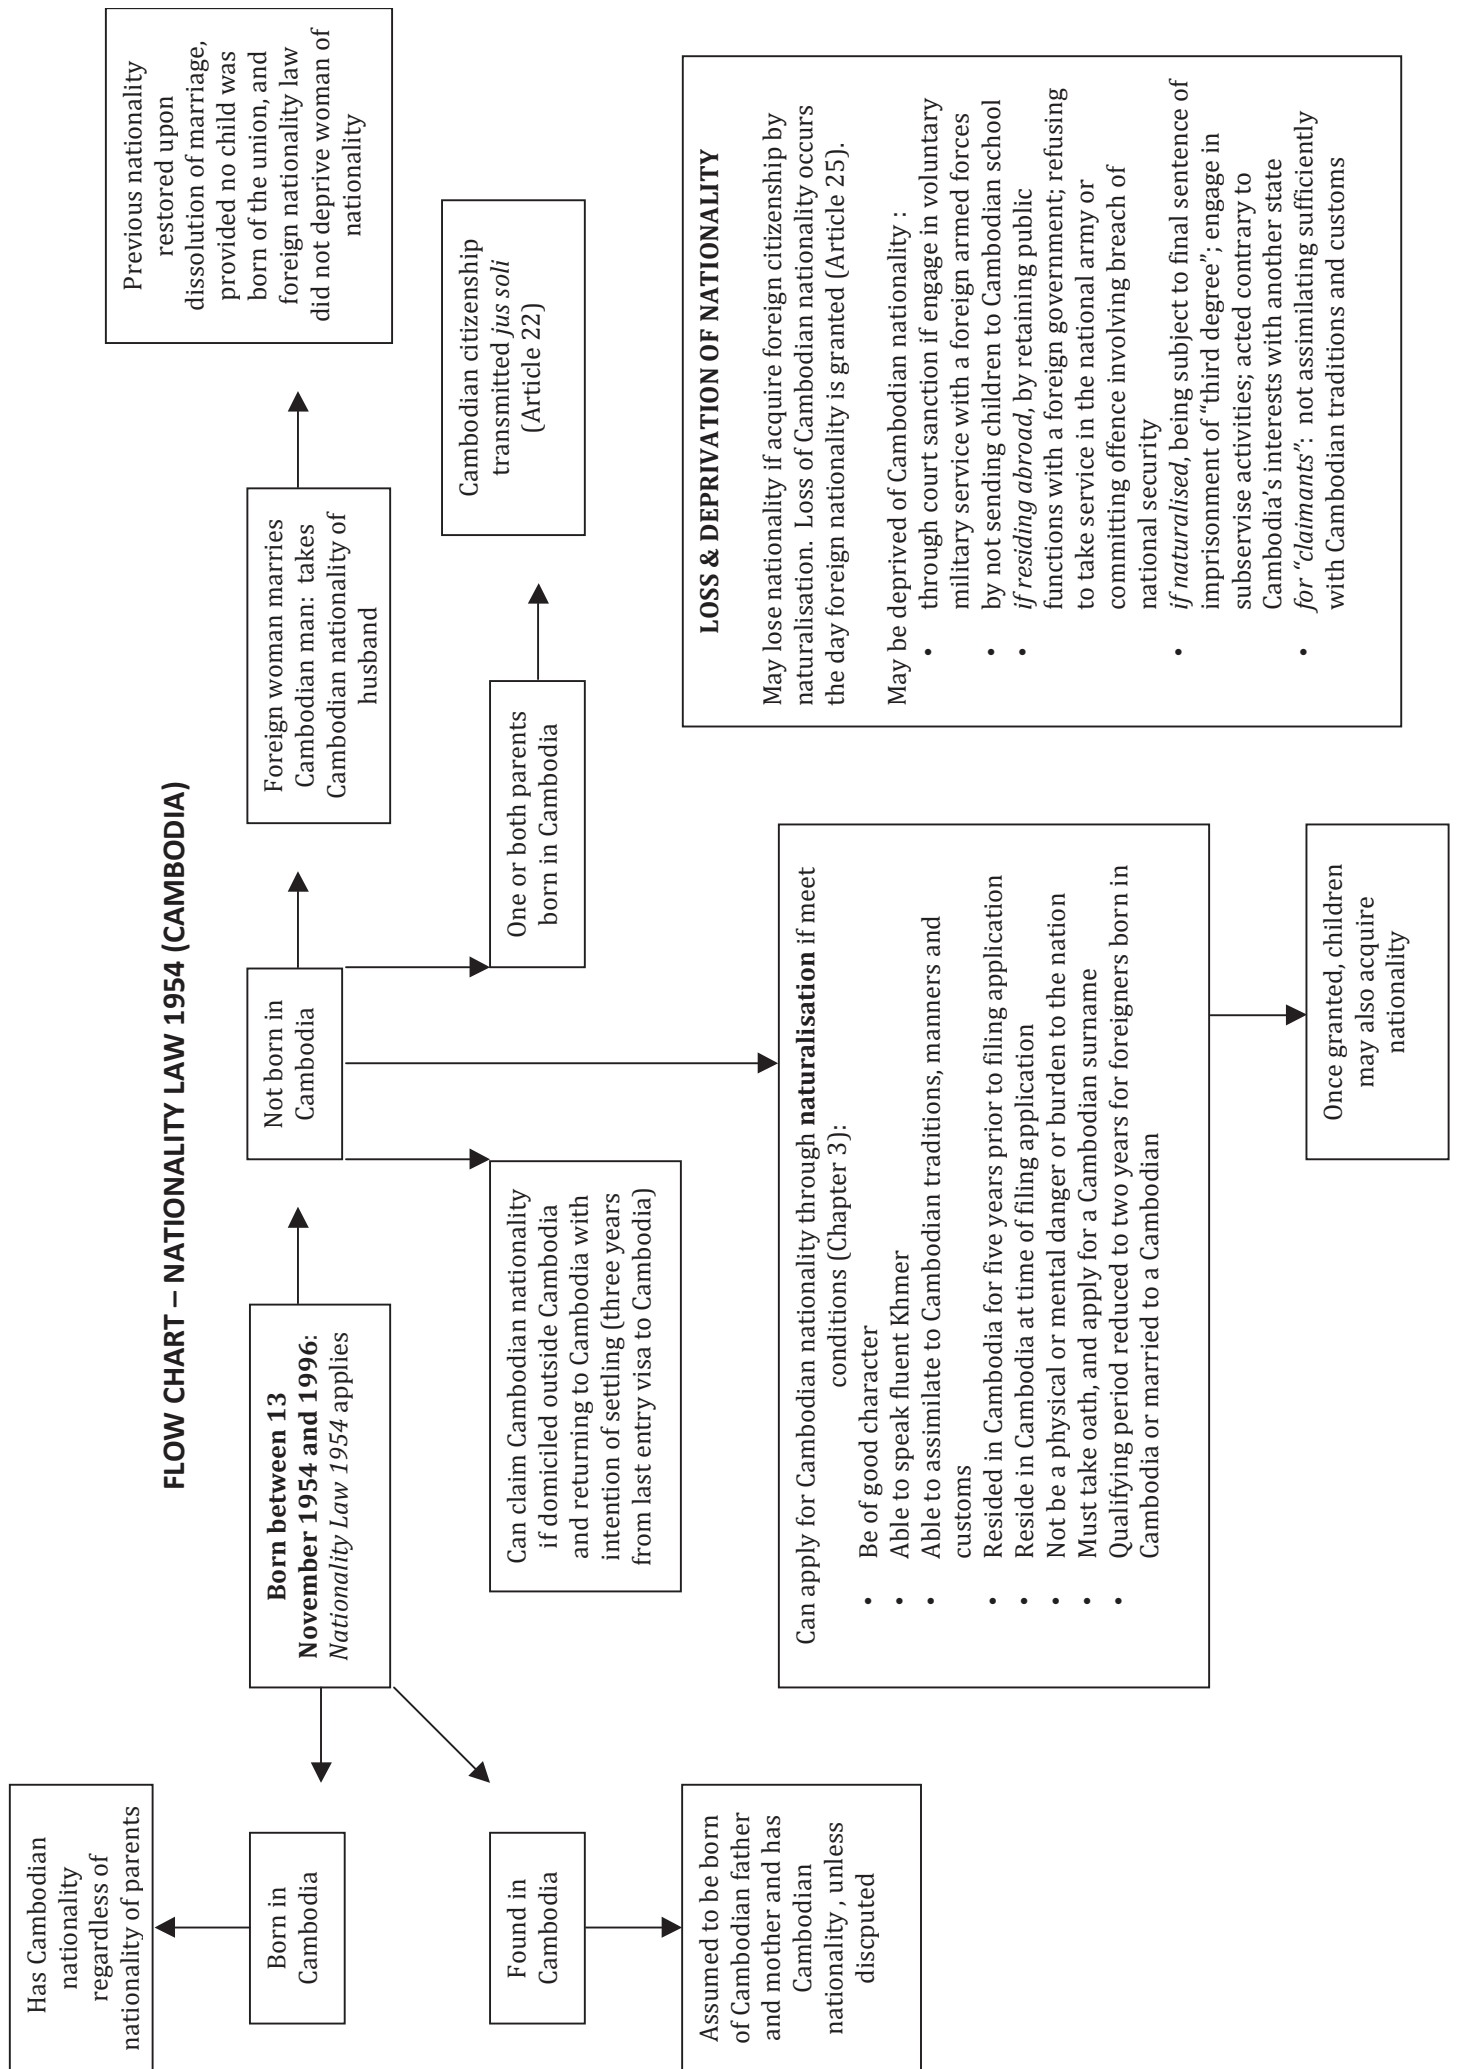 FLOW CHART – NATIONALITY LAW 1954 (CAMBODIA)
Has Cambodian
nationality
regardless of
nationality of parents
Born in
Cambodia
Found in
Cambodia
Assumed to be born
of Cambodian father
and mother and has
Cambodian
nationality , unless
discputed
Born between 13
November 1954 and 1996:
Nationality Law 1954 applies
Not born in
Cambodia
Foreign woman marries
Cambodian man: takes
Cambodian nationality of
husband
Previous nationality
restored upon
dissolution of marriage,
provided no child was
born of the union, and
foreign nationality law
did not deprive woman of
nationality
One or both parents
born in Cambodia
Cambodian citizenship
transmitted jus soli
(Article 22)
Can claim Cambodian nationality
if domiciled outside Cambodia
and returning to Cambodia with
intention of settling (three years
from last entry visa to Cambodia)
Can apply for Cambodian nationality through naturalisation if meet
conditions (Chapter 3):
• Be of good character
• Able to speak fluent Khmer
• Able to assimilate to Cambodian traditions, manners and
customs
• Resided in Cambodia for five years prior to filing application
• Reside in Cambodia at time of filing application
• Not be a physical or mental danger or burden to the nation
• Must take oath, and apply for a Cambodian surname
• Qualifying period reduced to two years for foreigners born in
Cambodia or married to a Cambodian
Once granted, children
may also acquire
nationality
LOSS & DEPRIVATION OF NATIONALITY
May lose nationality if acquire foreign citizenship by
naturalisation. Loss of Cambodian nationality occurs
the day foreign nationality is granted (Article 25).
May be deprived of Cambodian nationality :
• through court sanction if engage in voluntary
military service with a foreign armed forces
• by not sending children to Cambodian school
• if residing abroad, by retaining public
functions with a foreign government; refusing
to take service in the national army or
committing offence involving breach of
national security
• if naturalised, being subject to final sentence of
imprisonment of “third degree”; engage in
subservise activities; acted contrary to
Cambodia’s interests with another state
• for “claimants”: not assimilating sufficiently
with Cambodian traditions and customs